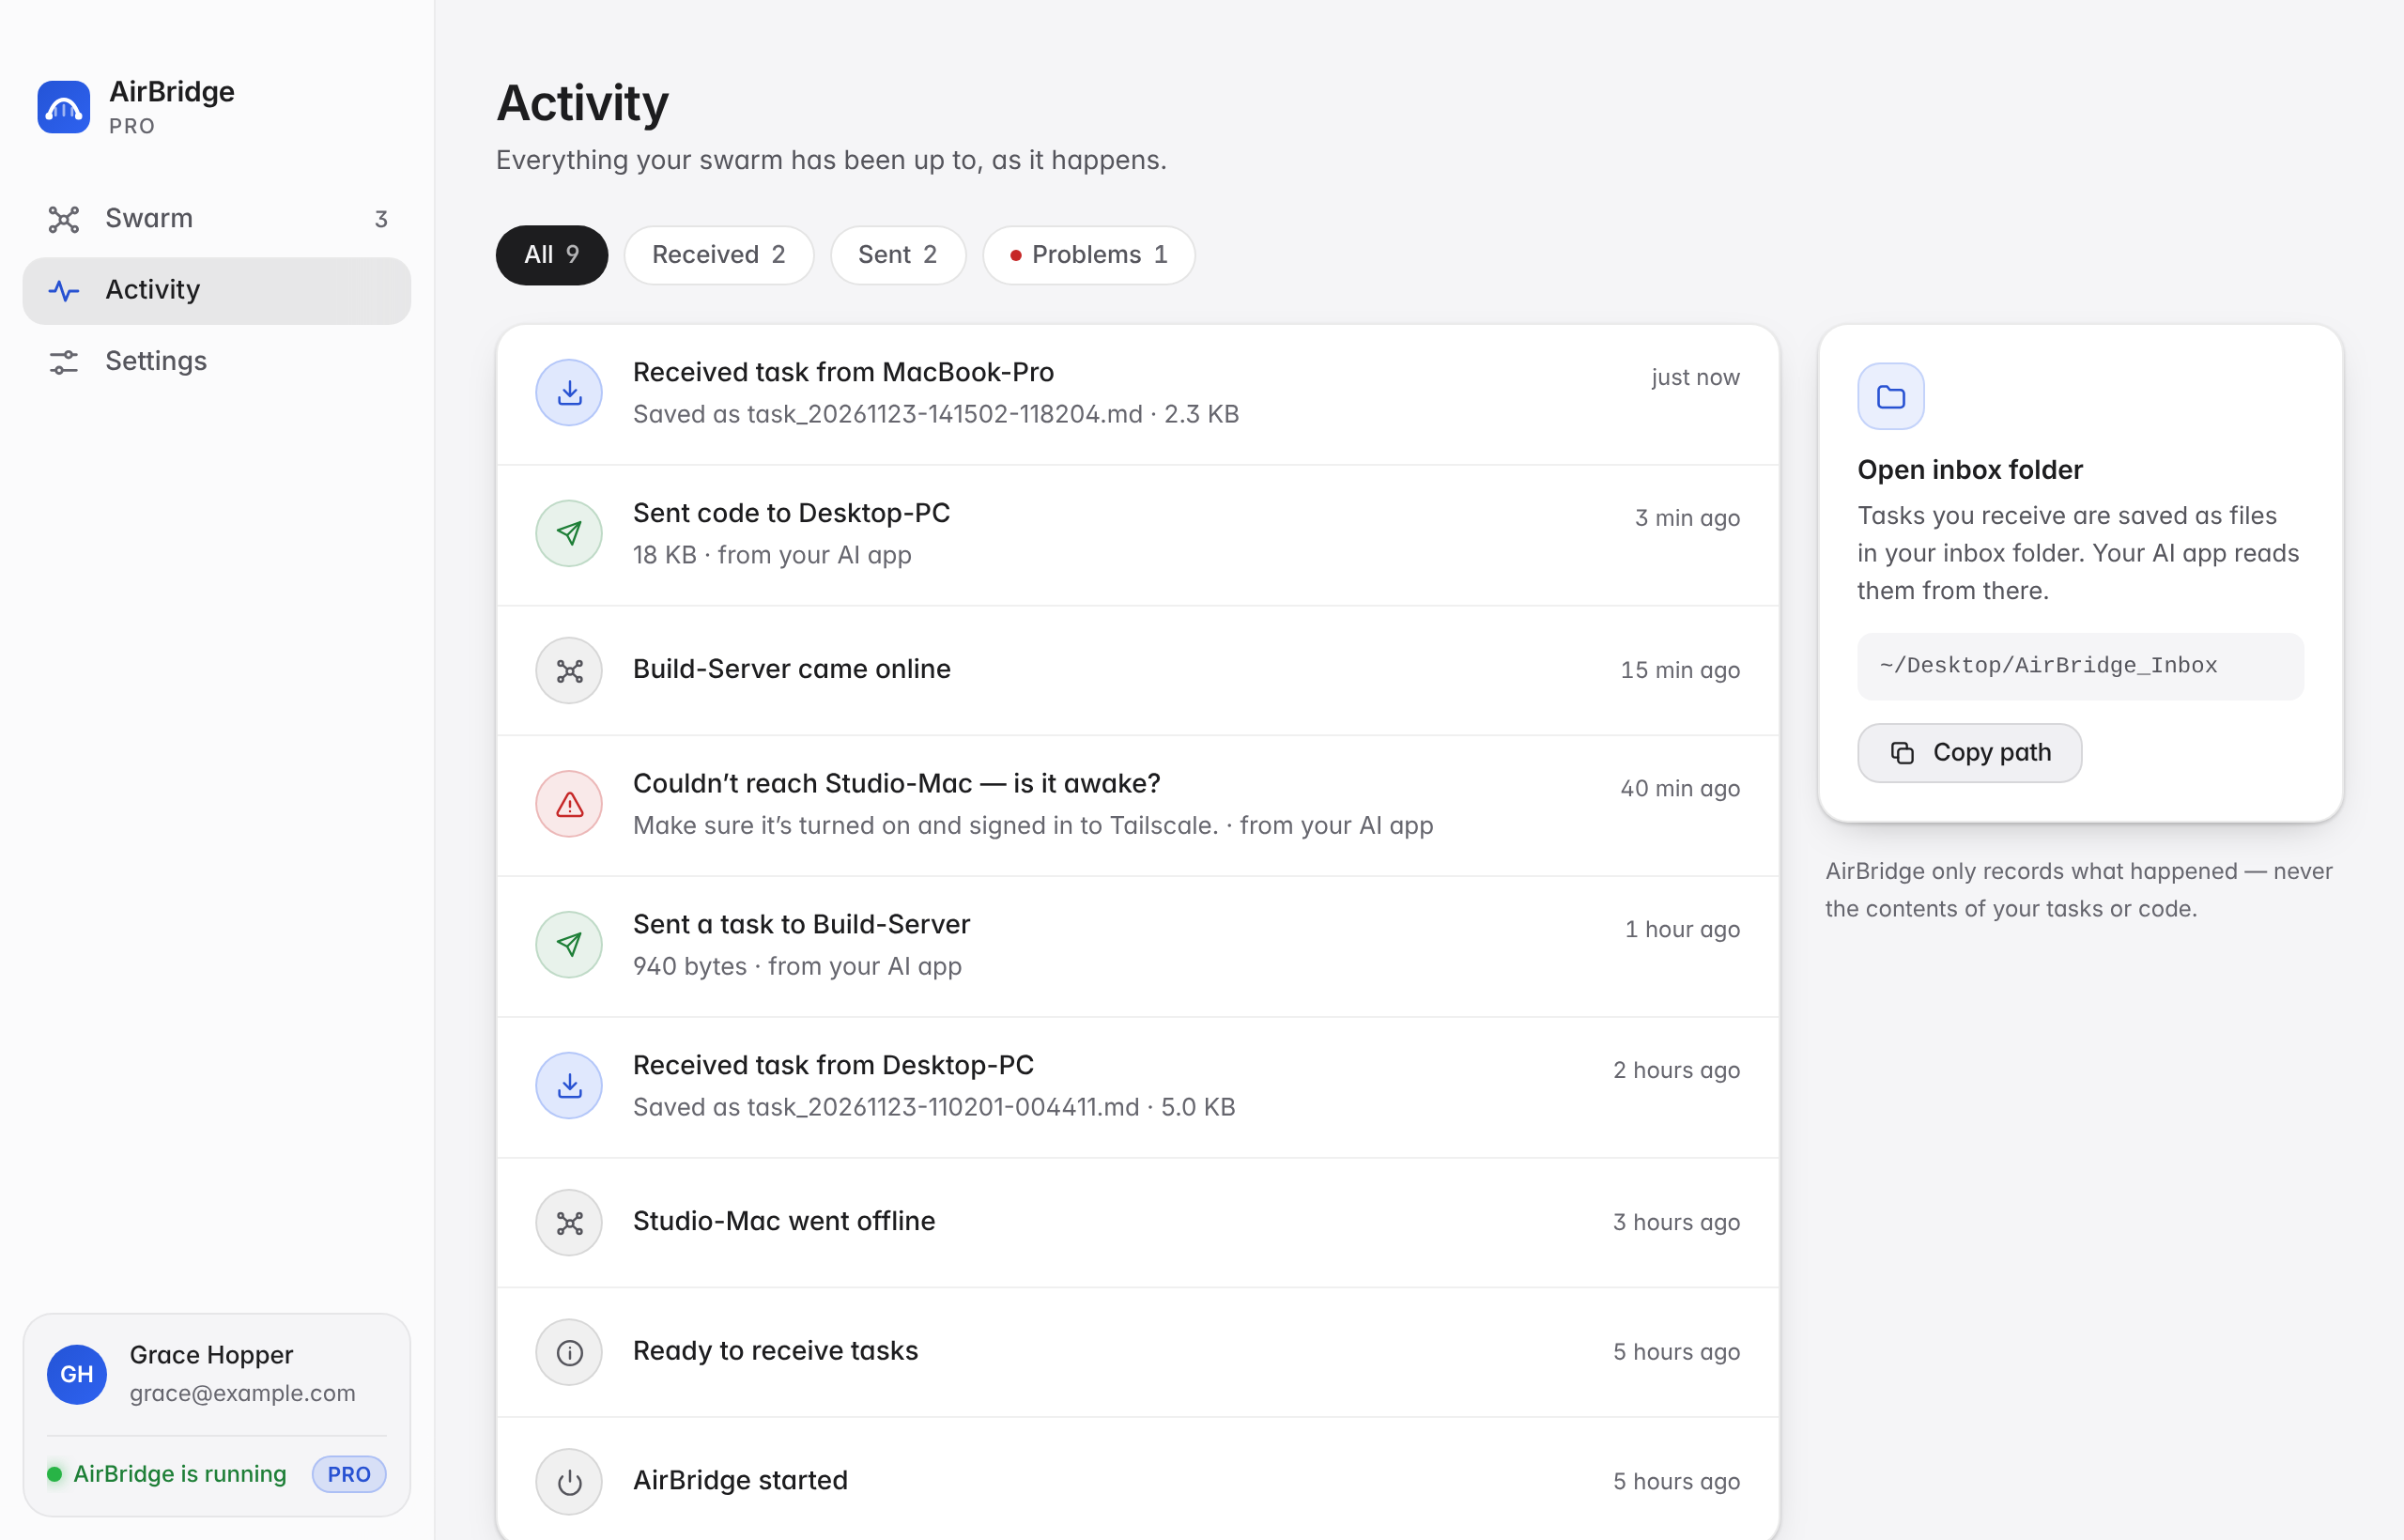 AirBridge
PRO
Swarm 3
Activity
Settings
Grace Hopper
GH
grace@example.com
AirBridge is running PRO
Activity
Everything your swarm has been up to, as it happens.
All 9 Received 2 Sent 2 Problems 1
Received task from MacBook-Pro just now
Saved as task_20261123-141502-118204.md · 2.3 KB
Sent code to Desktop-PC 3 min ago
18 KB · from your AI app
Build-Server came online 15 min ago
Couldn’t reach Studio-Mac — is it awake? 40 min ago
Make sure it’s turned on and signed in to Tailscale. · from your AI app
Sent a task to Build-Server 1 hour ago
940 bytes · from your AI app
Received task from Desktop-PC 2 hours ago
Saved as task_20261123-110201-004411.md · 5.0 KB
Studio-Mac went offline 3 hours ago
Ready to receive tasks 5 hours ago
AirBridge started 5 hours ago
Open inbox folder
Tasks you receive are saved as files
in your inbox folder. Your AI app reads
them from there.
~/Desktop/AirBridge_Inbox
Copy path
AirBridge only records what happened — never
the contents of your tasks or code.